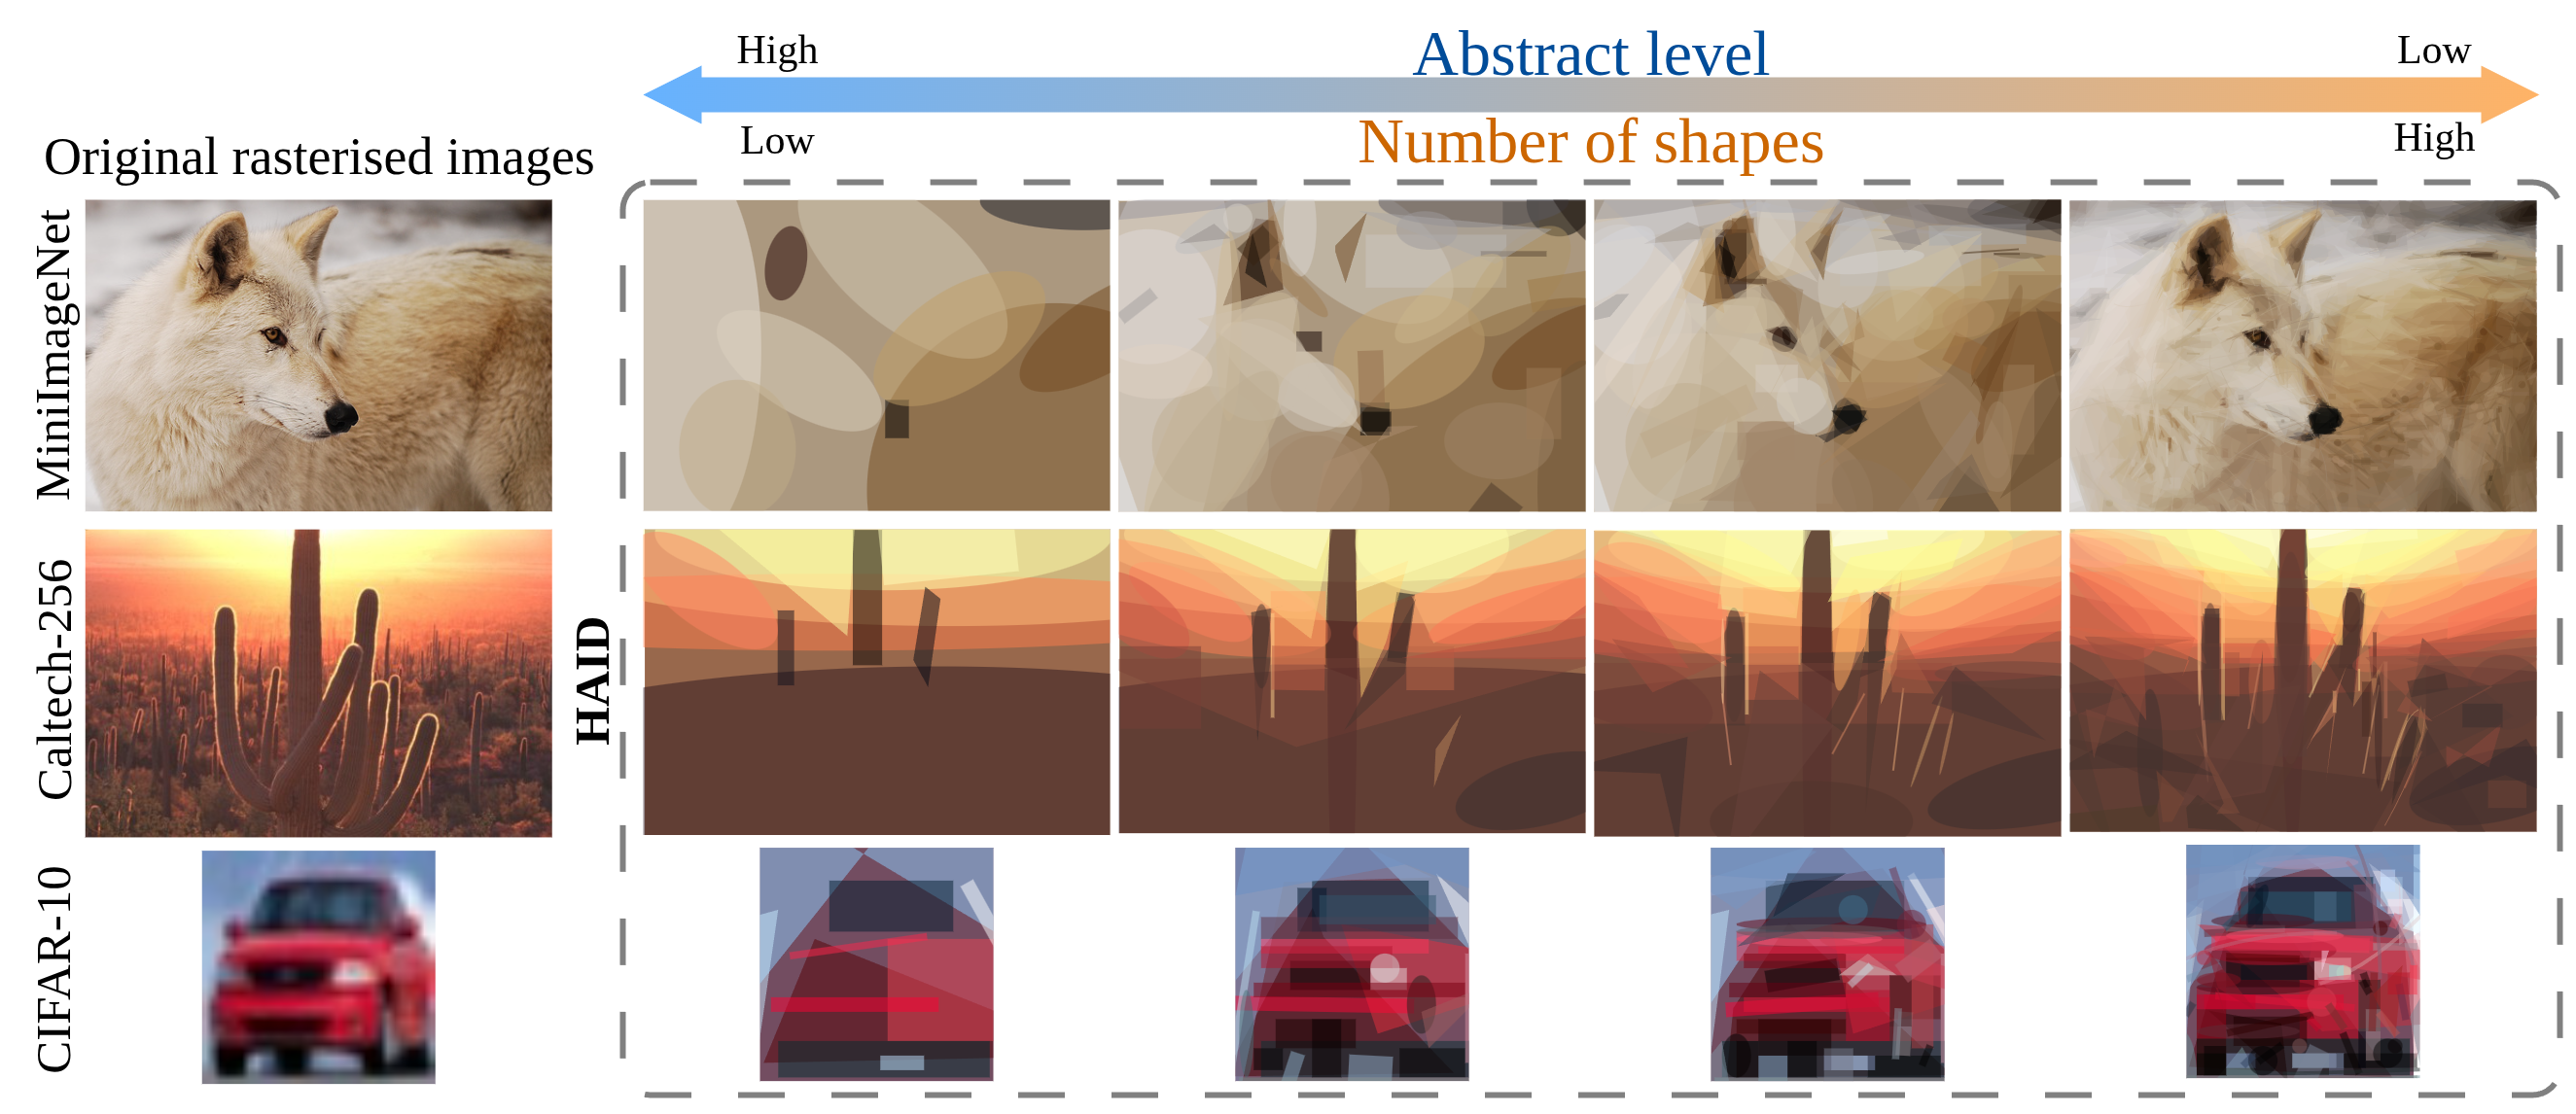 High
Abstract level
Low
Low
Number of shapes
High
Original rasterised images
MiniImageNet
Caltech-256
HAID
CIFAR-10